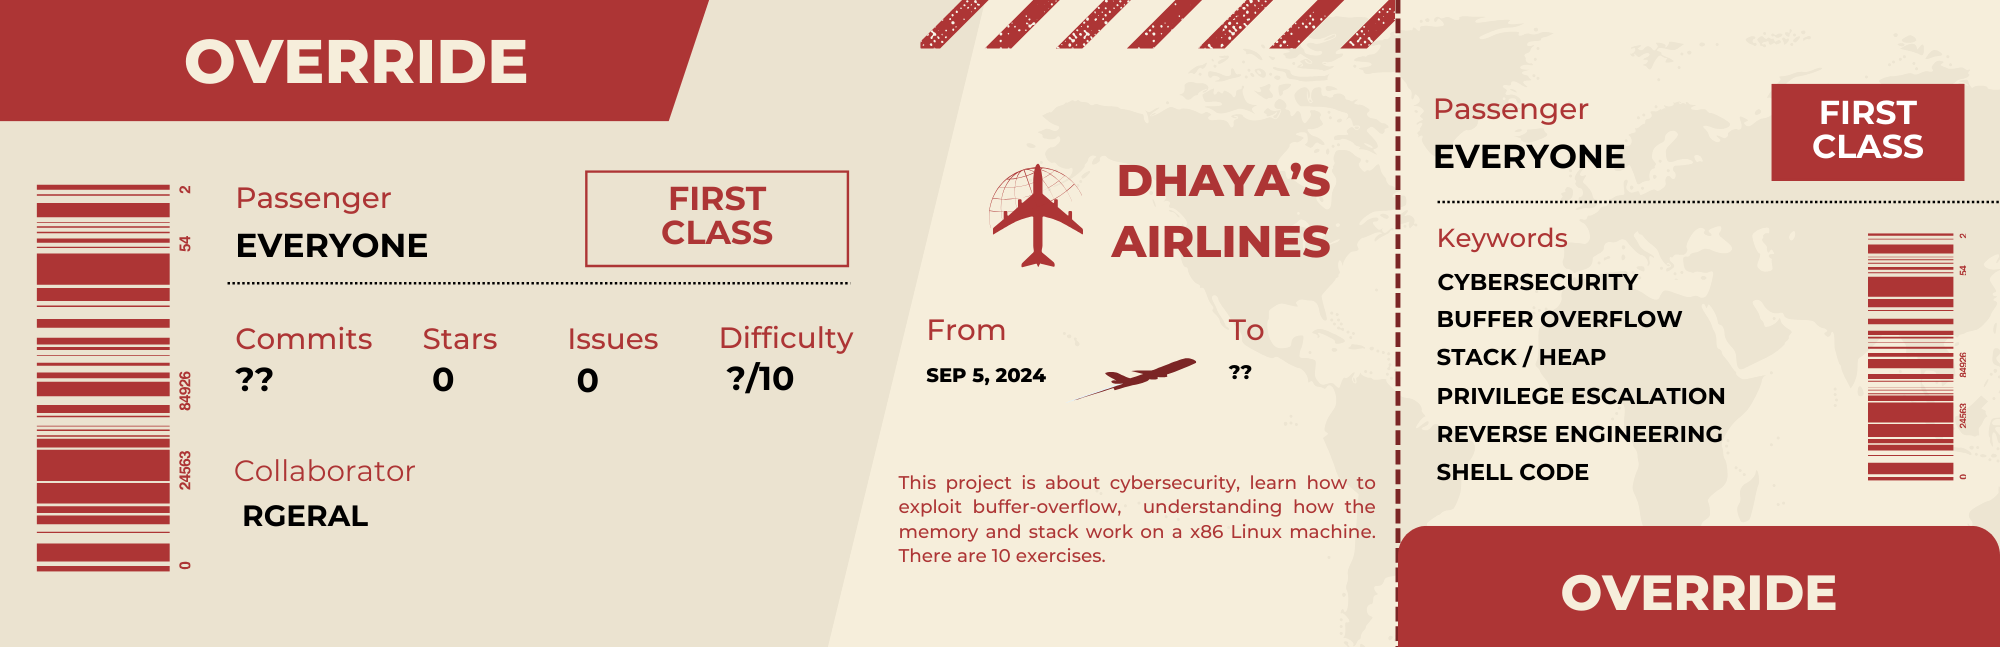 OVERRIDE
2
54
84926
24563
0
Passenger
EVERYONE
FIRST
CLASS
Commits
??
Stars
0
Issues
0
Difficulty
?/10
Collaborator
RGERAL
DHAYA’S
AIRLINES
From
SEP 5, 2024
To
??
This project is about cybersecurity, learn how to
exploit buffer-overflow, understanding how the
memory and stack work on a x86 Linux machine.
There are 10 exercises.
Passenger
EVERYONE
FIRST
CLASS
Keywords
CYBERSECURITY
BUFFER OVERFLOW
STACK / HEAP
PRIVILEGE ESCALATION
REVERSE ENGINEERING
SHELL CODE
2
54
84926
24563
0
OVERRIDE